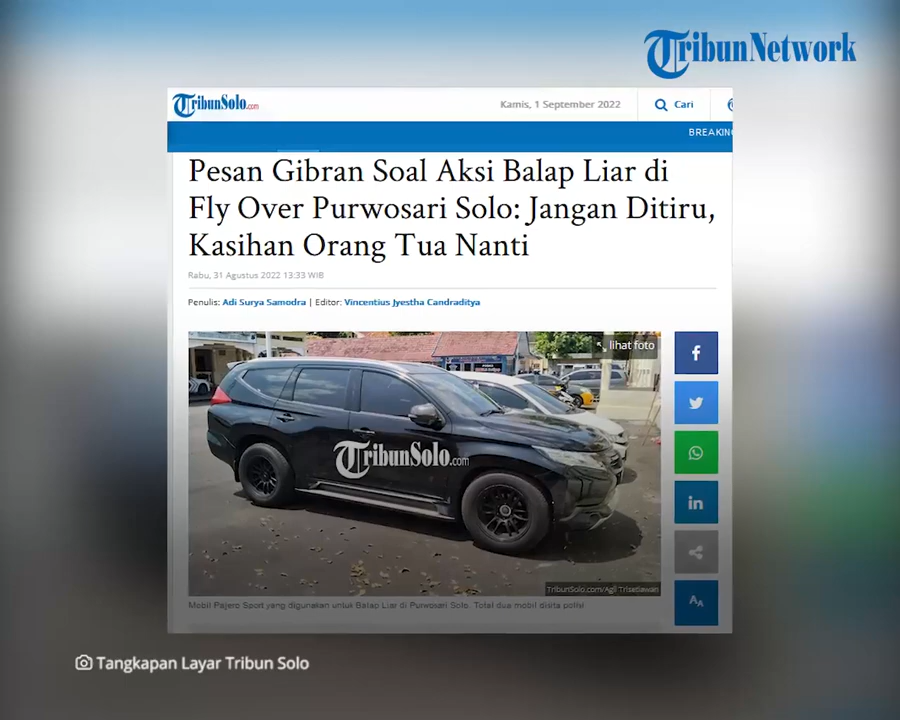 TribunNetwork
TribunSolo.com
Kamis, 1 September 2022
Cari
BREAKIN
Pesan Gibran Soal Aksi Balap Liar di
Fly Over Purwosari Solo: Jangan Ditiru,
Kasihan Orang Tua Nanti
Rabu, 31 Agustus 2022 13:33 WIB
Penulis: Adi Surya Samodra | Editor: Vincentius Jyestha Candraditya
lihat foto
TribunSolo.com
TribunSolo.com/Agil Trisetiawan
Mobil Pajero Sport yang digunakan untuk Balap Liar di Purwosari Solo. Total dua mobil disita polisi
AA
Tangkapan Layar Tribun Solo